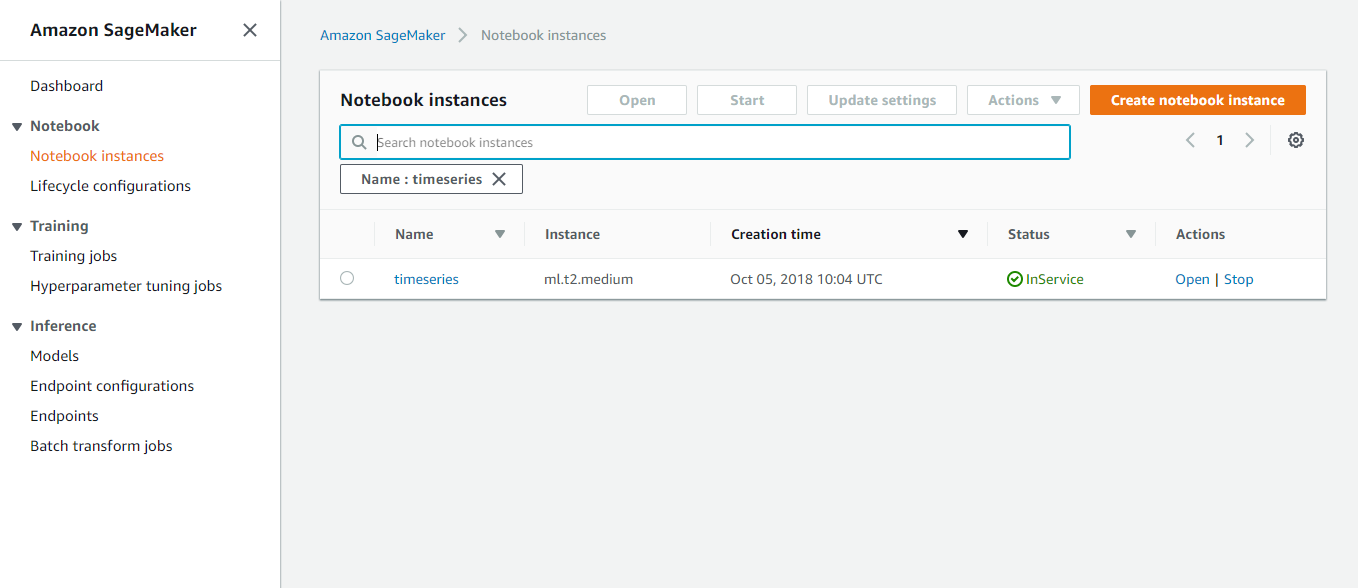 Amazon SageMaker
Dashboard
Notebook
Notebook instances
Lifecycle configurations
Training
Training jobs
Hyperparameter tuning jobs
Inference
Models
Endpoint configurations
Endpoints
Batch transform jobs
Amazon SageMaker Notebook instances
Notebook instances Open Start Update settings Actions Create notebook instance
Search notebook instances 1
Name : timeseries
Name Instance Creation time Status Actions
timeseries ml.t2.medium Oct 05, 2018 10:04 UTC InService Open | Stop